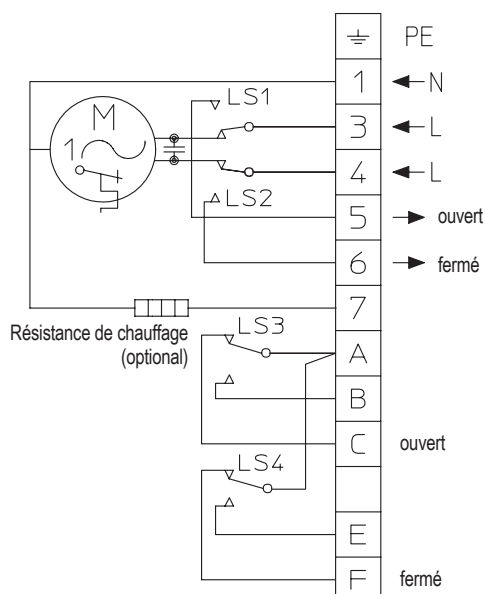 PE
1 N
LS1
M
3 L
1
4 L
LS2
5 ouvert
6 fermé
7
Résistance de chauffage
(optional)
LS3
A
B
C ouvert
LS4
E
F fermé